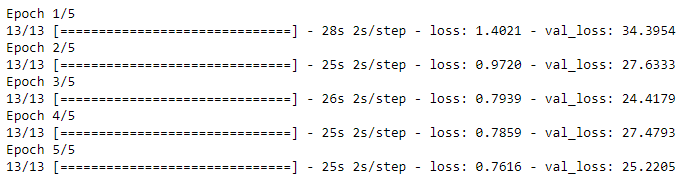 Epoch 1/5
13/13 [==============================] - 28s 2s/step - loss: 1.4021 - val_loss: 34.3954
Epoch 2/5
13/13 [==============================] - 25s 2s/step - loss: 0.9720 - val_loss: 27.6333
Epoch 3/5
13/13 [==============================] - 26s 2s/step - loss: 0.7939 - val_loss: 24.4179
Epoch 4/5
13/13 [==============================] - 25s 2s/step - loss: 0.7859 - val_loss: 27.4793
Epoch 5/5
13/13 [==============================] - 25s 2s/step - loss: 0.7616 - val_loss: 25.2205